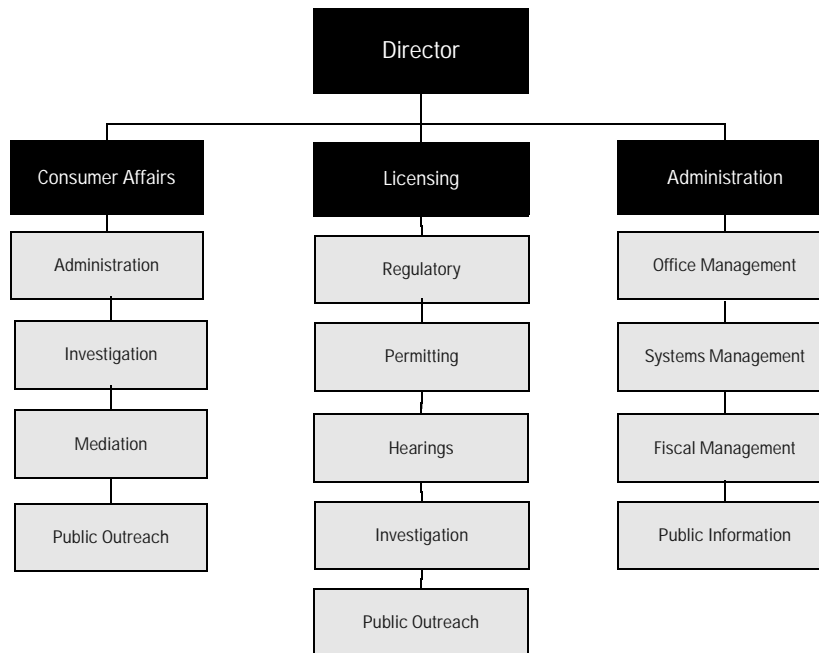 Director
Consumer Affairs
Administration
Investigation
Mediation
Public Outreach
Licensing
Regulatory
Permitting
Hearings
Investigation
Public Outreach
Administration
Office Management
Systems Management
Fiscal Management
Public Information